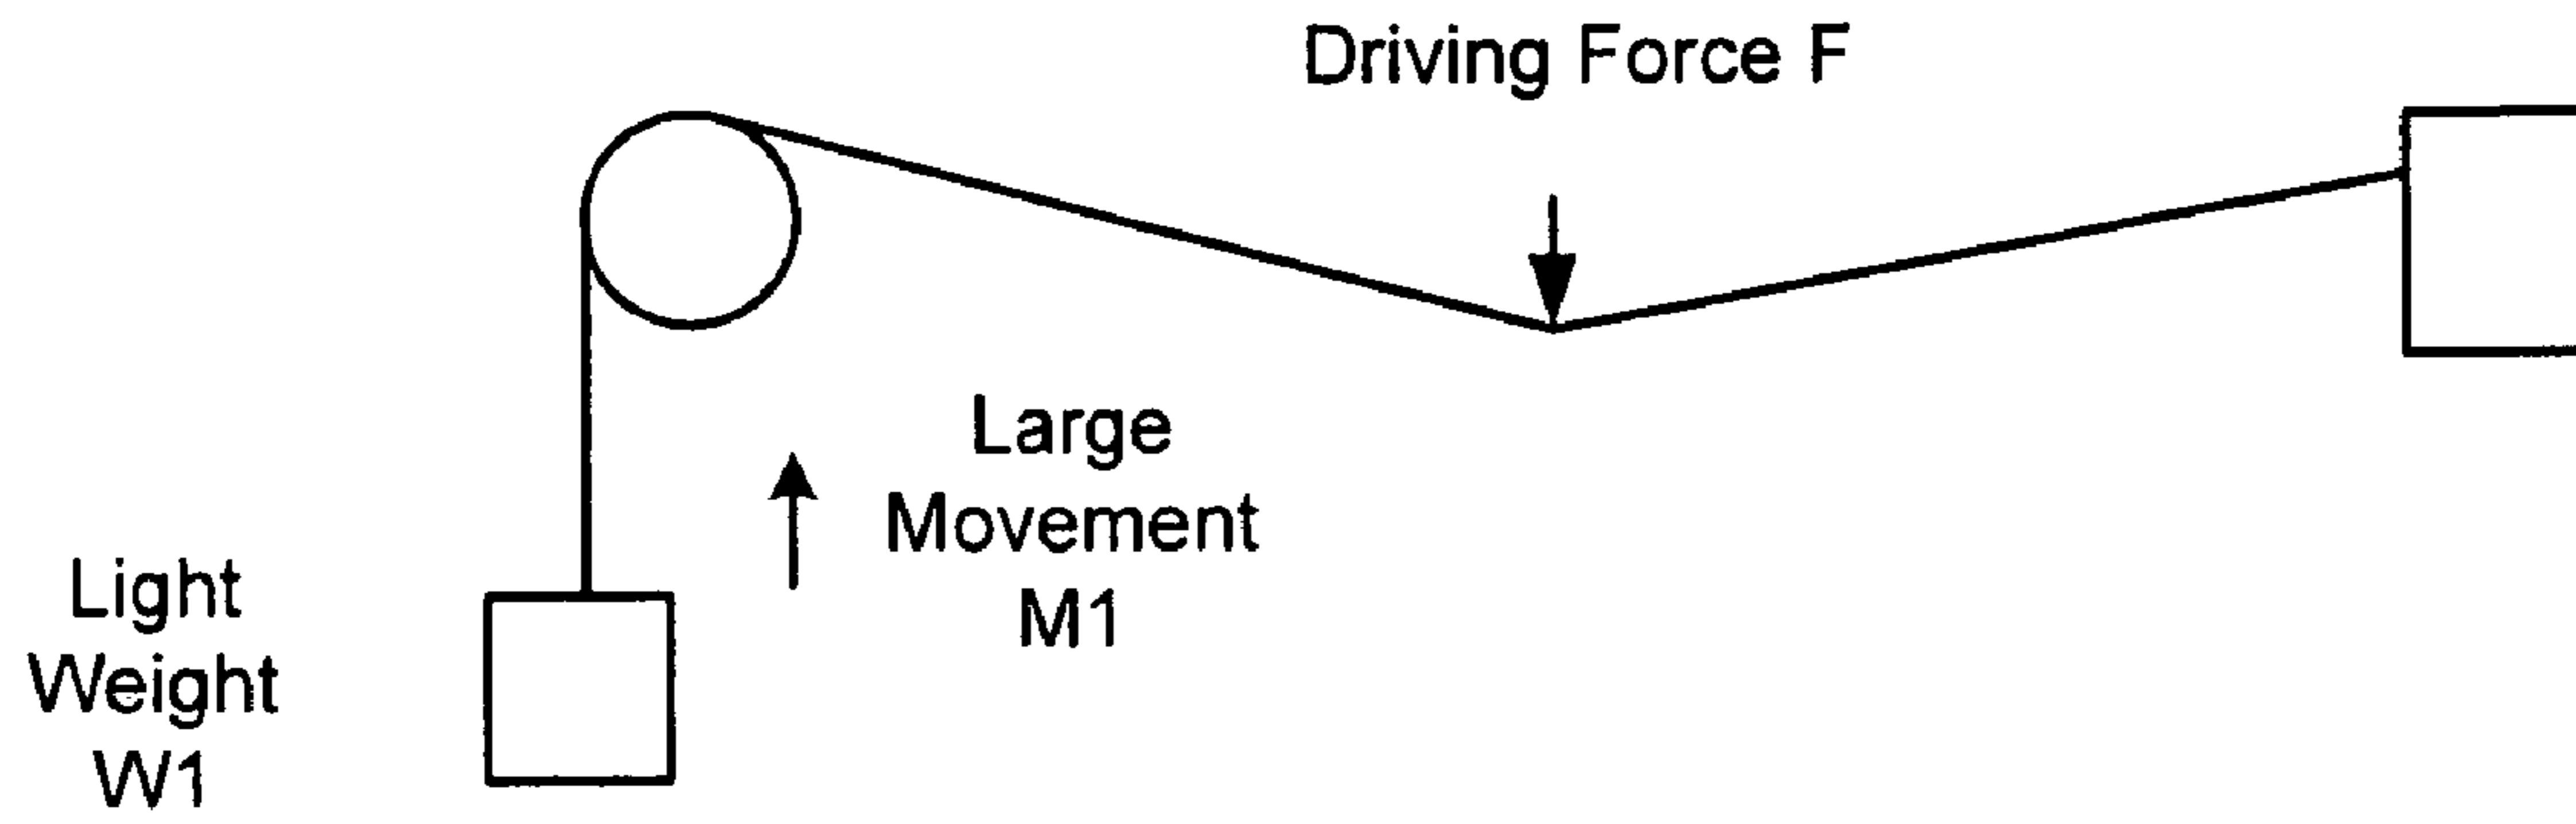 Driving Force F
Large
Movement
M1
Light
Weight
W1